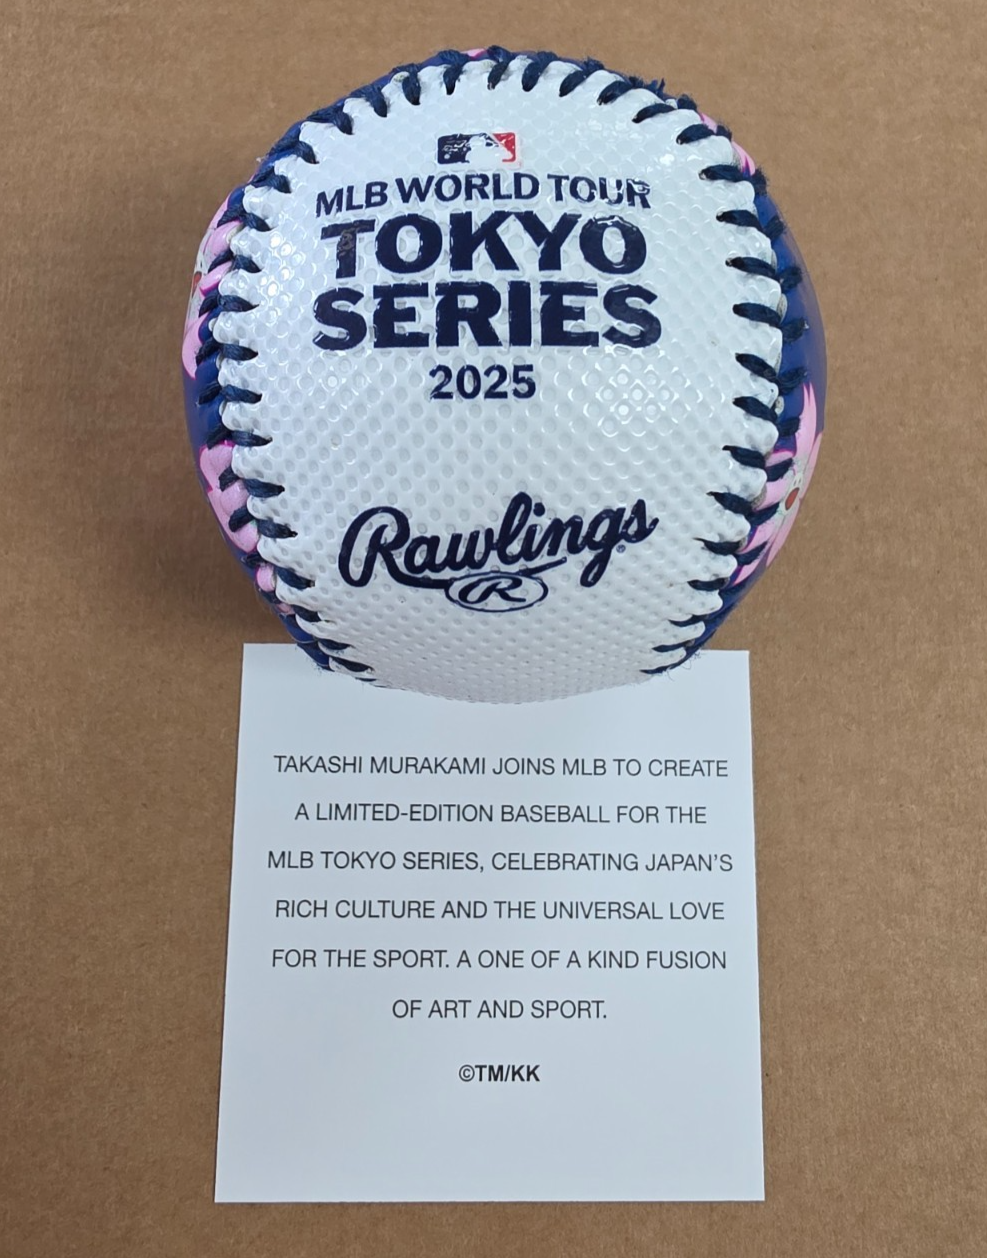 MLB WORLD TOUR
TOKYO
SERIES
2025
Rawlings®
R
TAKASHI MURAKAMI JOINS MLB TO CREATE
A LIMITED-EDITION BASEBALL FOR THE
MLB TOKYO SERIES, CELEBRATING JAPAN'S
RICH CULTURE AND THE UNIVERSAL LOVE
FOR THE SPORT. A ONE OF A KIND FUSION
OF ART AND SPORT.
©TM/KK